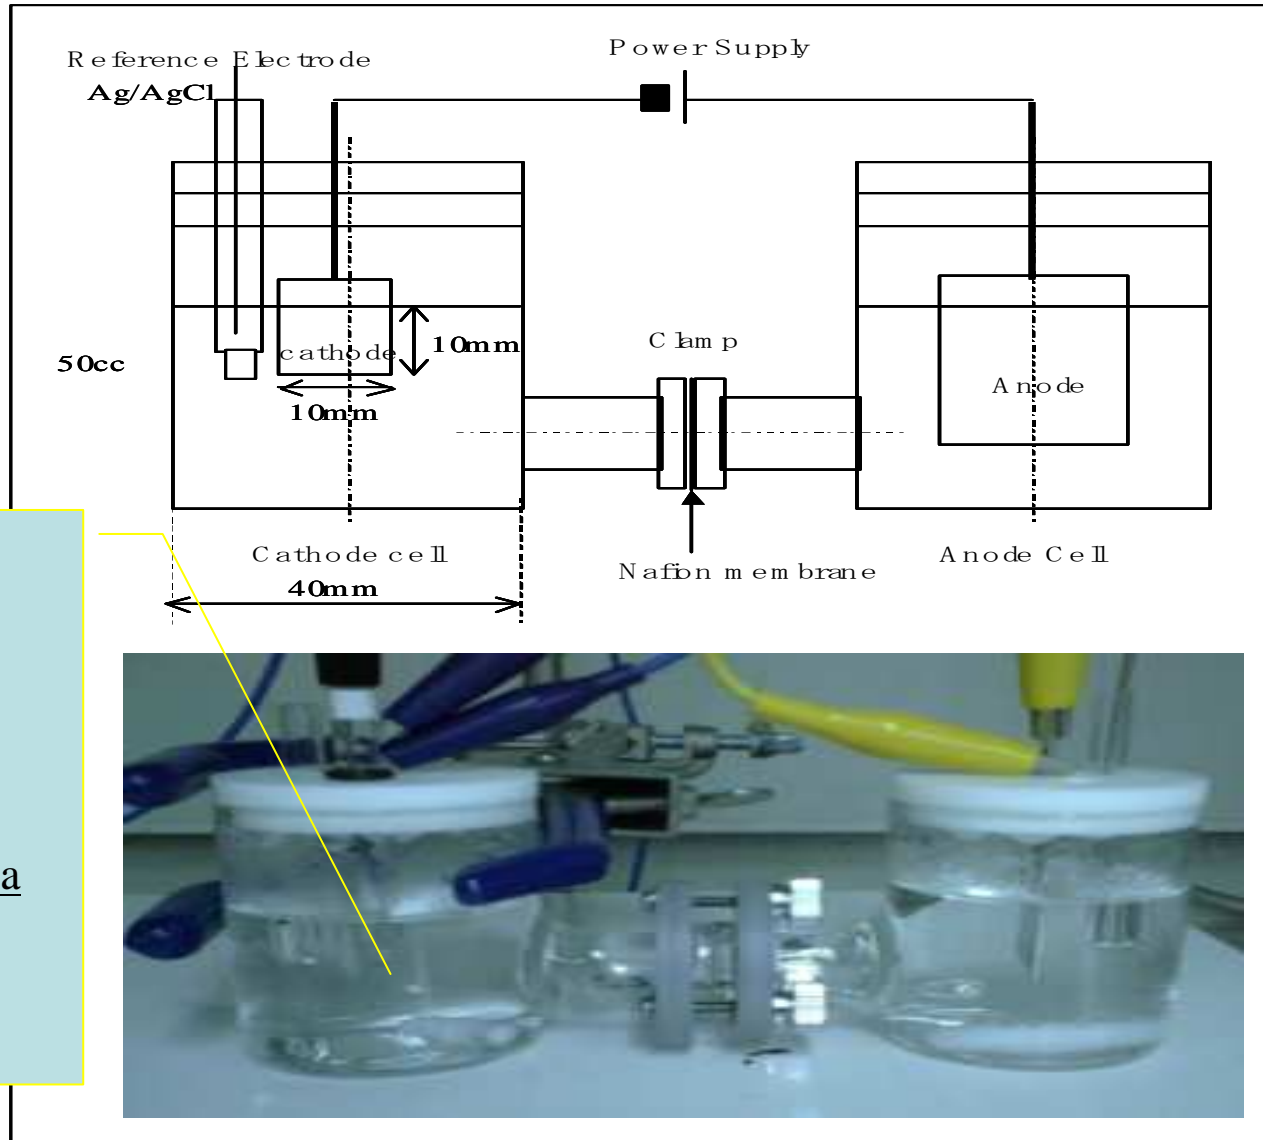 Power Supply
Reference Electrode
Ag/AgCl
Clamp
50cc
cathode
10mm
10mm
Anode
Cathode cell
Anode Cell
Nafion membrane
40mm
a